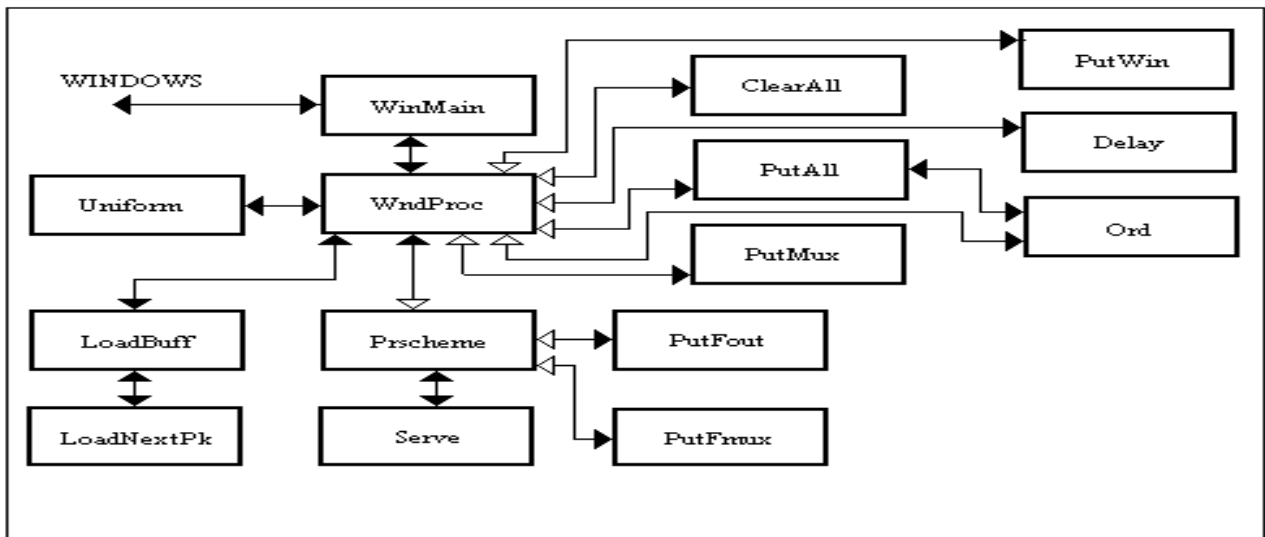 PutWin
WINDOWS
ClearAll
WinMain
Delay
PutAll
Uniform
WndProc
Ord
PutMux
LoadBuff
Prscheme
PutFout
LoadNextPk
Serve
PutFmux